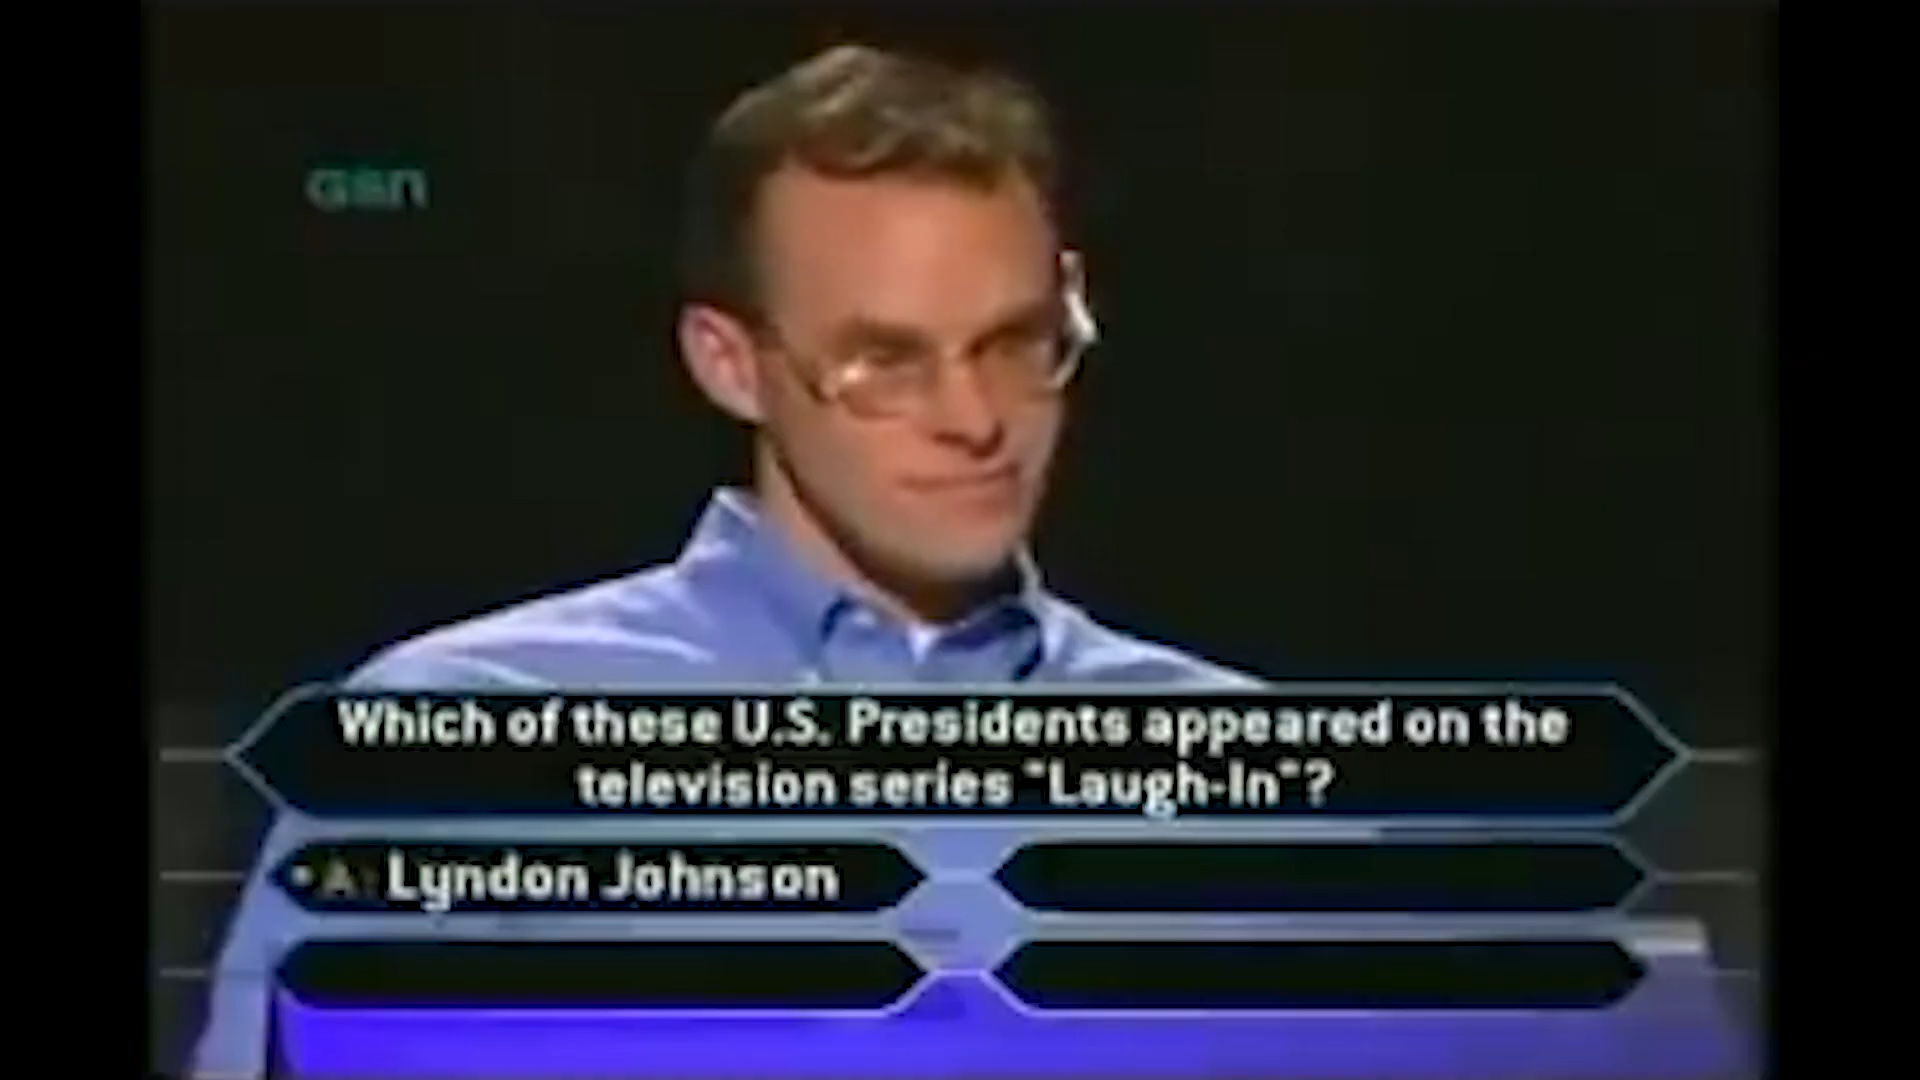 GSN
Which of these U.S. Presidents appeared on the
television series "Laugh-In"?
A: Lyndon Johnson